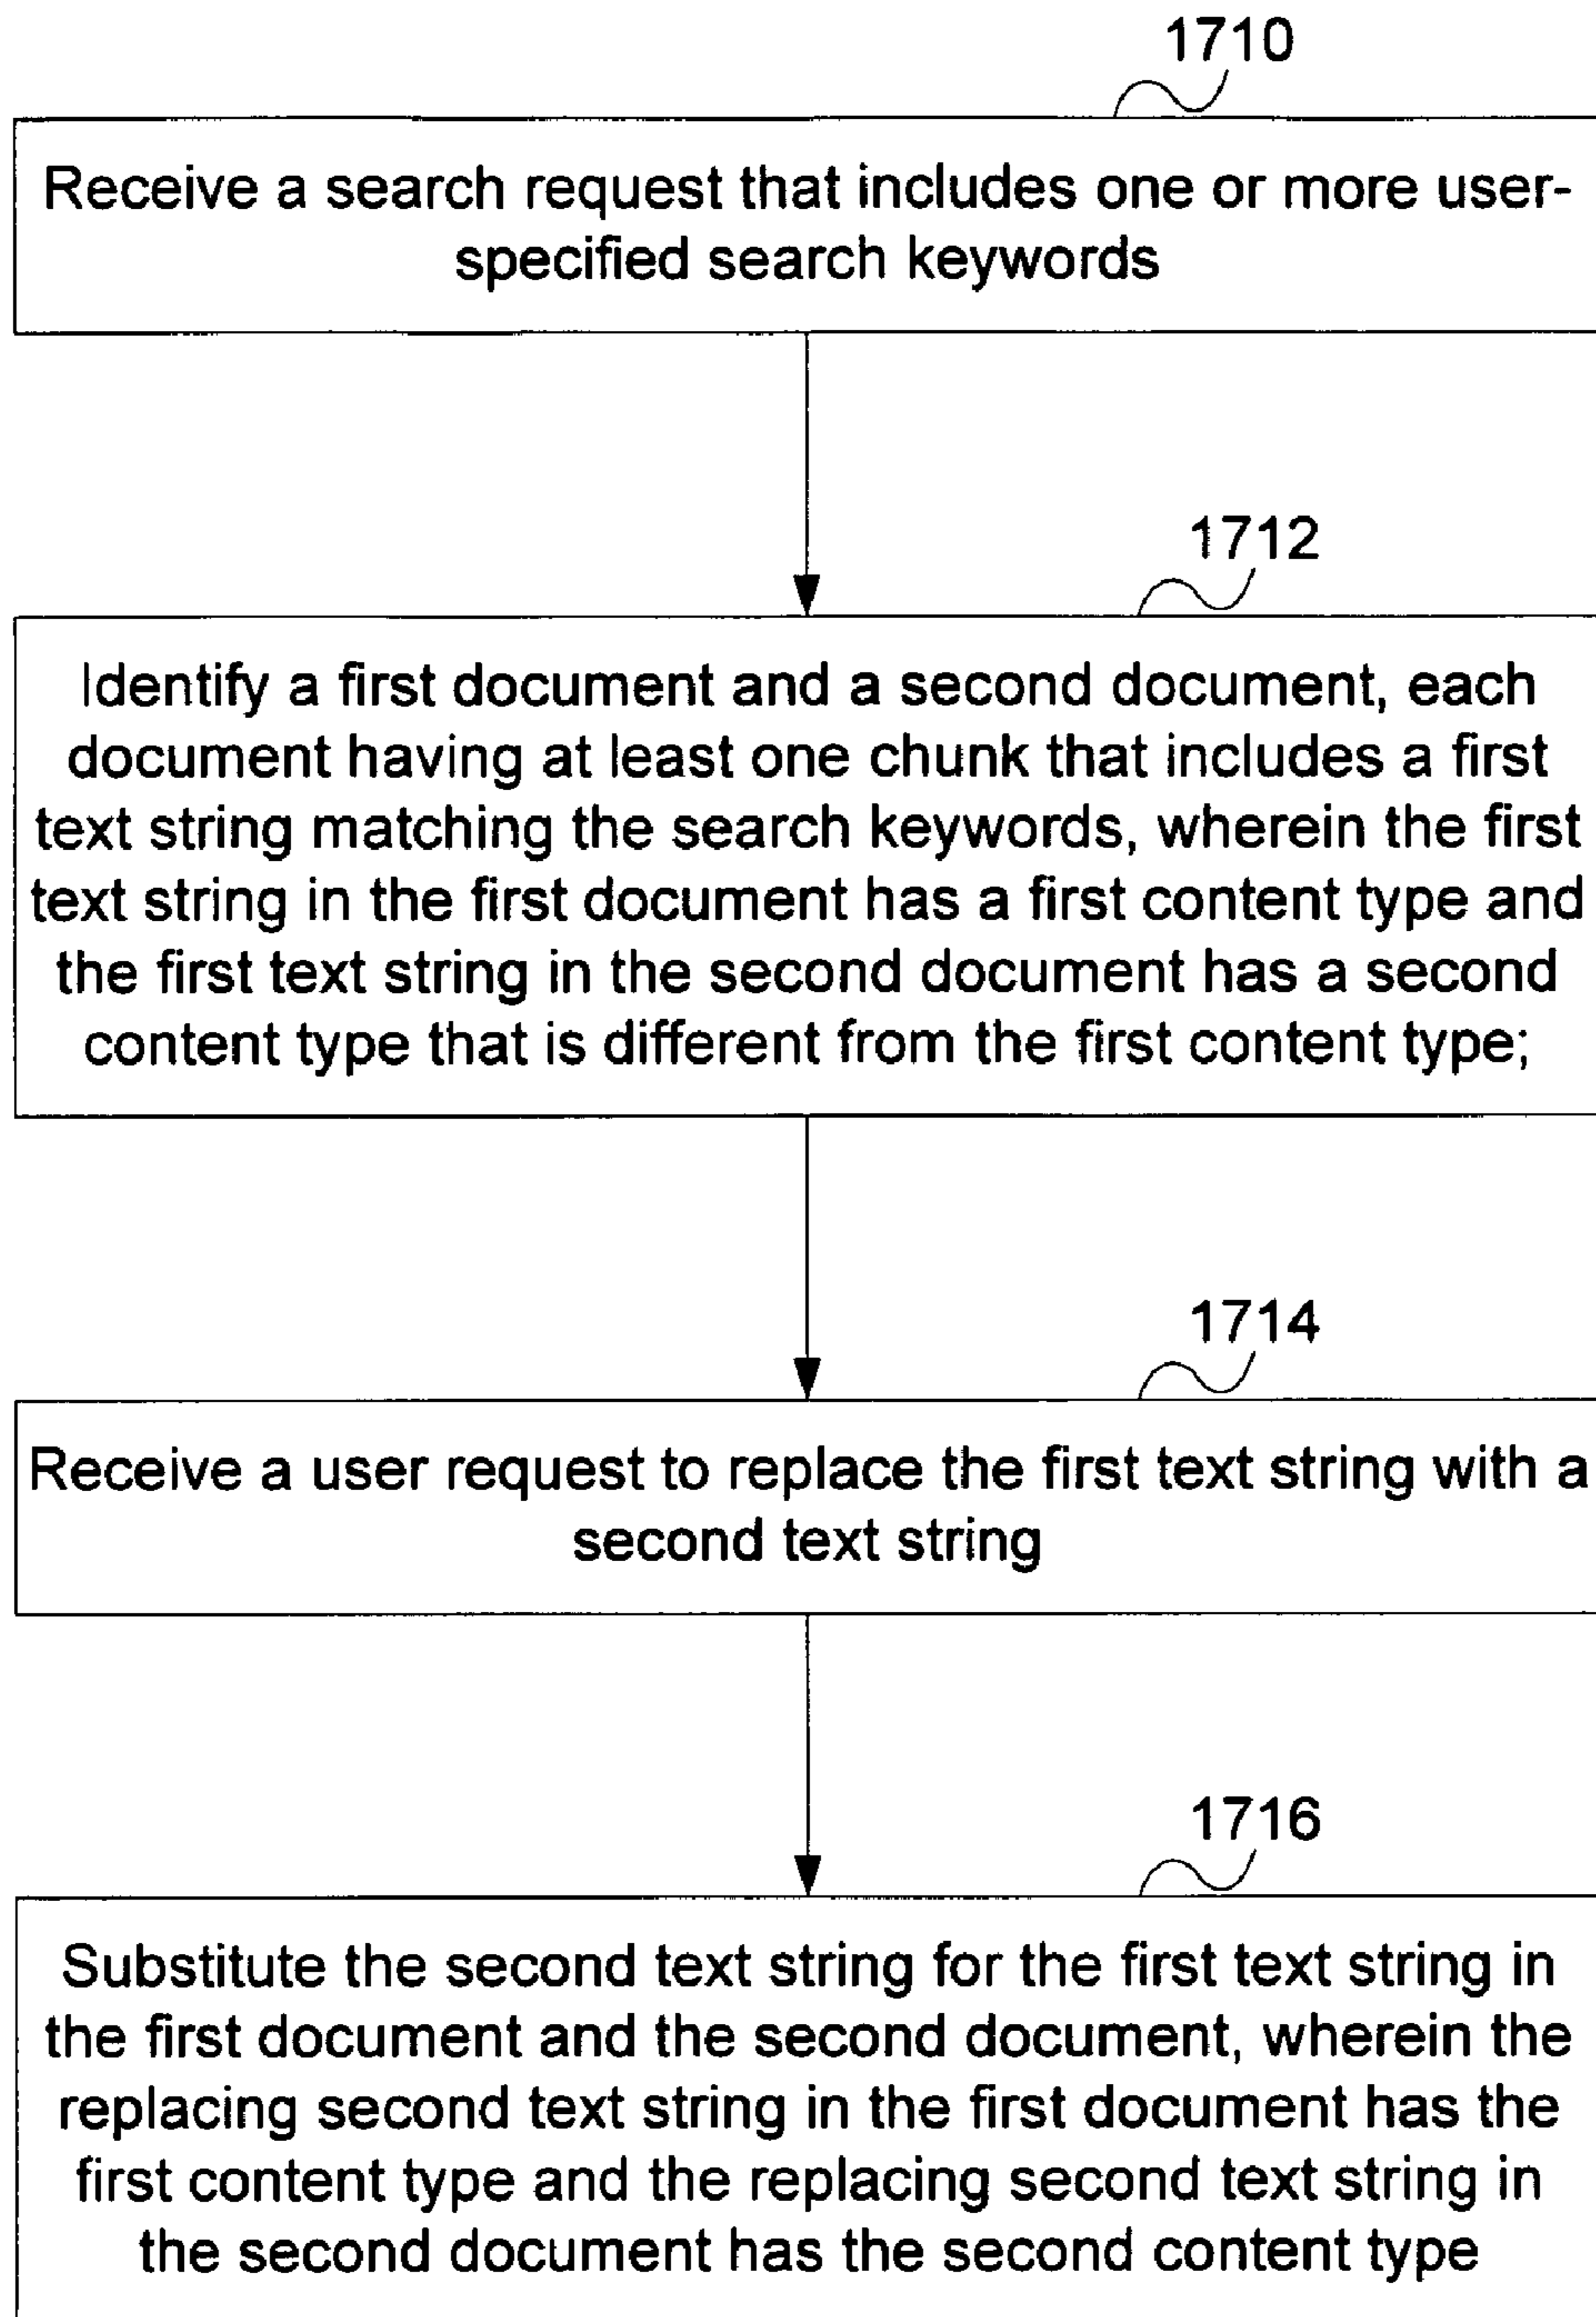 1710
Receive a search request that includes one or more user-
specified search keywords
1712
Identify a first document and a second document, each
document having at least one chunk that includes a first
text string matching the search keywords, wherein the first
text string in the first document has a first content type and
the first text string in the second document has a second
content type that is different from the first content type;
1714
Receive a user request to replace the first text string with a
second text string
1716
Substitute the second text string for the first text string in
the first document and the second document, wherein the
replacing second text string in the first document has the
first content type and the replacing second text string in
the second document has the second content type